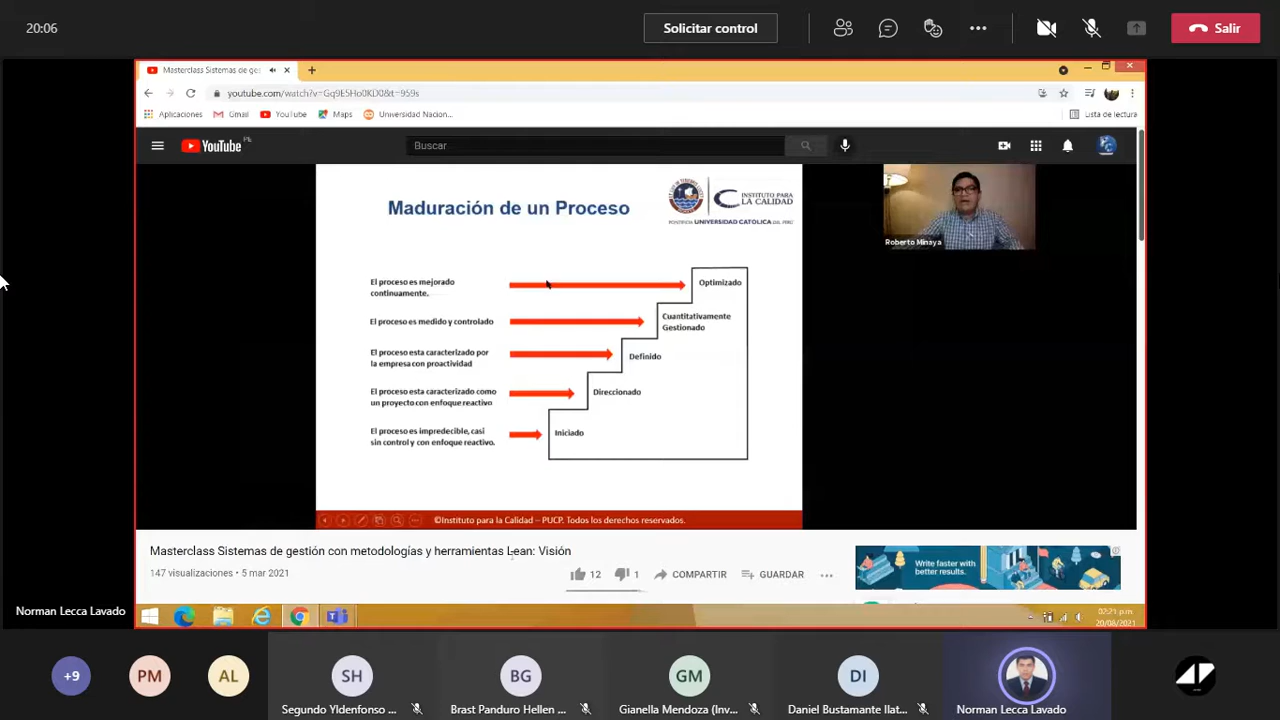 20:06
Solicitar control
Salir
Masterclass Sistemas de ges
youtube.com/watch?v=Gq9E5Ho0KD0&t=959s
Aplicaciones
Gmail
YouTube
Maps
Universidad Nacion...
Lista de lectura
YouTube PE
Buscar
Maduración de un Proceso
INSTITUTO PARA
LA CALIDAD
PONTIFICIA UNIVERSIDAD CATÓLICA DEL PERÚ
Roberto Minaya
El proceso es mejorado
continuamente.
Optimizado
El proceso es medido y controlado
Cuantitativamente
Gestionado
El proceso esta caracterizado por
la empresa con proactividad
Definido
El proceso esta caracterizado como
un proyecto con enfoque reactivo
Direccionado
El proceso es impredecible, casi
sin control y con enfoque reactivo.
Iniciado
©Instituto para la Calidad – PUCP. Todos los derechos reservados.
Masterclass Sistemas de gestión con metodologías y herramientas Lean: Visión
147 visualizaciones • 5 mar 2021
12
1
COMPARTIR
GUARDAR
Write faster with
better results.
Norman Lecca Lavado
02:21 p.m.
20/08/2021
+9
PM
AL
SH
Segundo Yldenfonso ...
BG
Brast Panduro Hellen ...
GM
Gianella Mendoza (Inv...
DI
Daniel Bustamante Ilat...
Norman Lecca Lavado